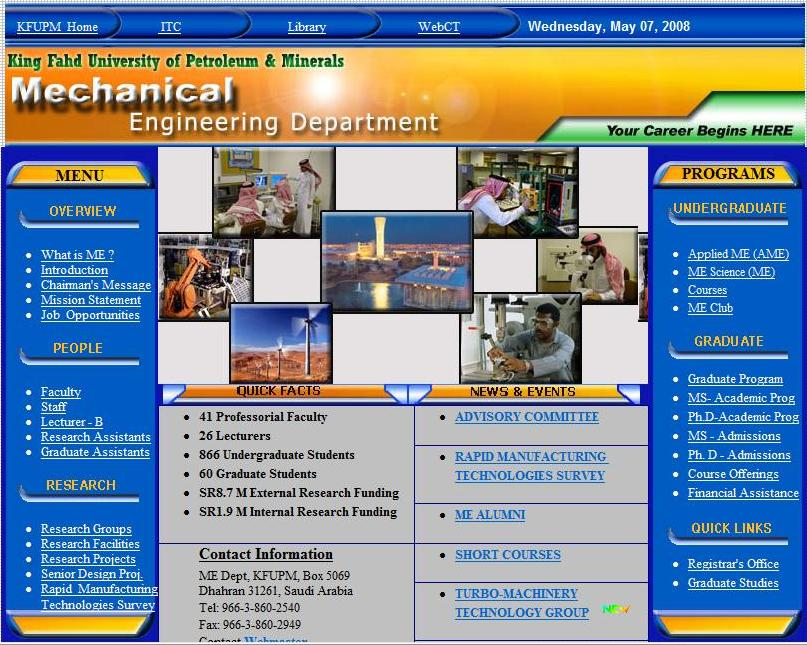 KFUPM Home
ITC
Library
WebCT
Wednesday, May 07, 2008
King Fahd University of Petroleum & Minerals
Mechanical
Engineering Department
Your Career Begins HERE
MENU
OVERVIEW
What is ME ?
Introduction
Chairman's Message
Mission Statement
Job Opportunities
PEOPLE
Faculty
Staff
Lecturer - B
Research Assistants
Graduate Assistants
RESEARCH
Research Groups
Research Facilities
Research Projects
Senior Design Proj.
Rapid Manufacturing
Technologies Survey
QUICK FACTS
41 Professorial Faculty
26 Lecturers
866 Undergraduate Students
60 Graduate Students
SR8.7 M External Research Funding
SR1.9 M Internal Research Funding
Contact Information
ME Dept, KFUPM, Box 5069
Dhahran 31261, Saudi Arabia
Tel: 966-3-860-2540
Fax: 966-3-860-2949
Contact Webmaster
NEWS & EVENTS
ADVISORY COMMITTEE
RAPID MANUFACTURING
TECHNOLOGIES SURVEY
ME ALUMNI
SHORT COURSES
TURBO-MACHINERY
TECHNOLOGY GROUP NEW
PROGRAMS
UNDERGRADUATE
Applied ME (AME)
ME Science (ME)
Courses
ME Club
GRADUATE
Graduate Program
MS- Academic Prog
Ph.D-Academic Prog
MS - Admissions
Ph. D - Admissions
Course Offerings
Financial Assistance
QUICK LINKS
Registrar's Office
Graduate Studies